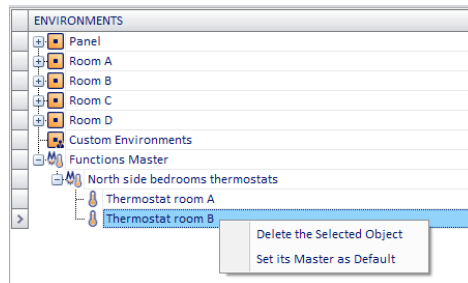 ENVIRONMENTS
Panel
Room A
Room B
Room C
Room D
Custom Environments
Functions Master
North side bedrooms thermostats
Thermostat room A
Thermostat room B
Delete the Selected Object
Set its Master as Default